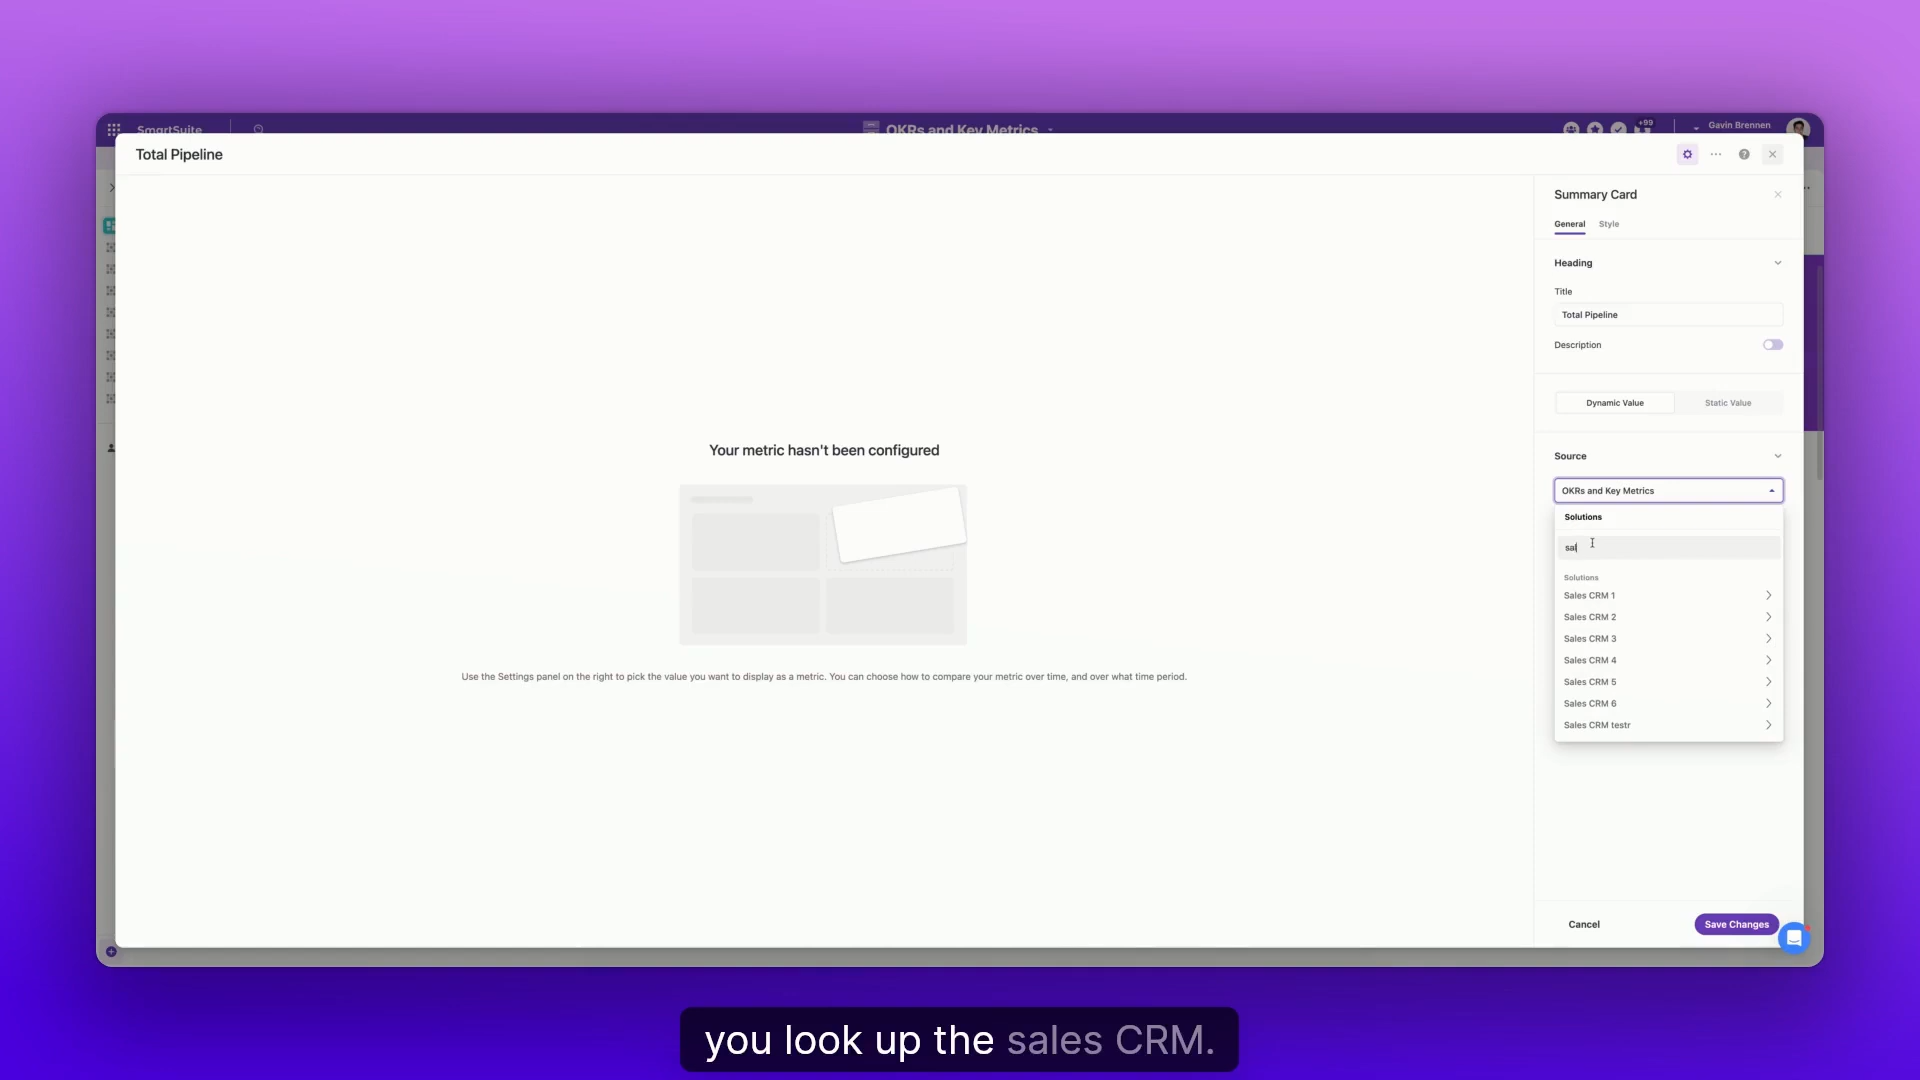 SmartSuite
OKRs and Key Metrics
+99
Gavin Brennen
Total Pipeline
Summary Card
General
Style
Heading
Title
Total Pipeline
Description
Dynamic Value
Static Value
Source
OKRs and Key Metrics
Solutions
sal
Solutions
Sales CRM 1
Sales CRM 2
Sales CRM 3
Sales CRM 4
Sales CRM 5
Sales CRM 6
Sales CRM testr
Your metric hasn't been configured
Use the Settings panel on the right to pick the value you want to display as a metric. You can choose how to compare your metric over time, and over what time period.
Cancel
Save Changes
you look up the sales CRM.